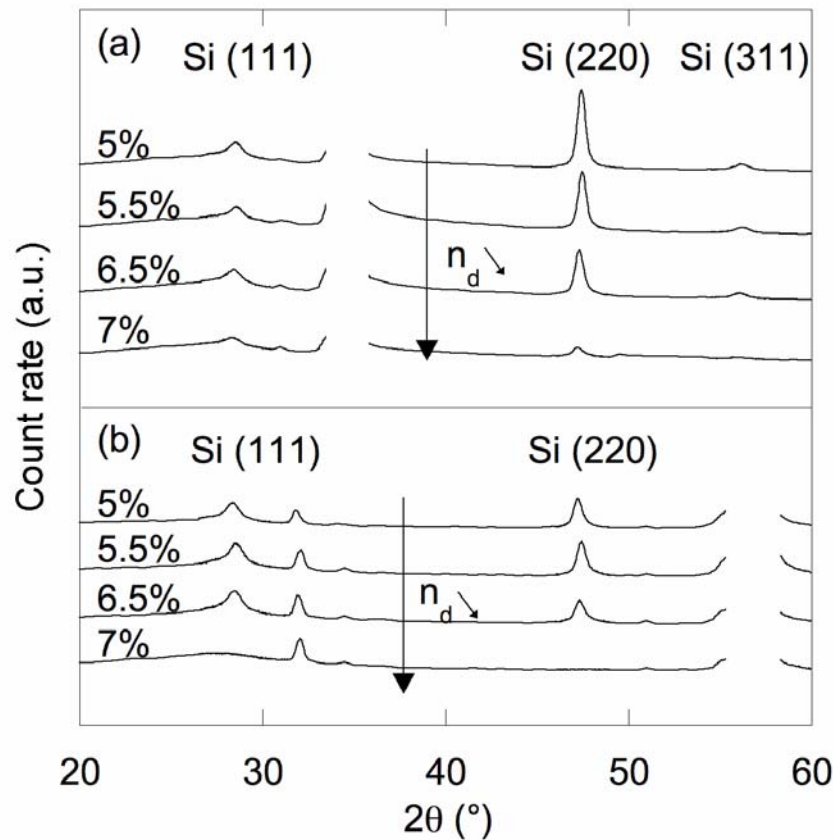 (a)
Si (111) Si (220) Si (311)
5%
5.5%
6.5%
7%
n_d ↘
(b)
Si (111) Si (220)
5%
5.5%
6.5%
7%
n_d ↘
20 30 40 50 60
2θ (°)
Count rate (a.u.)